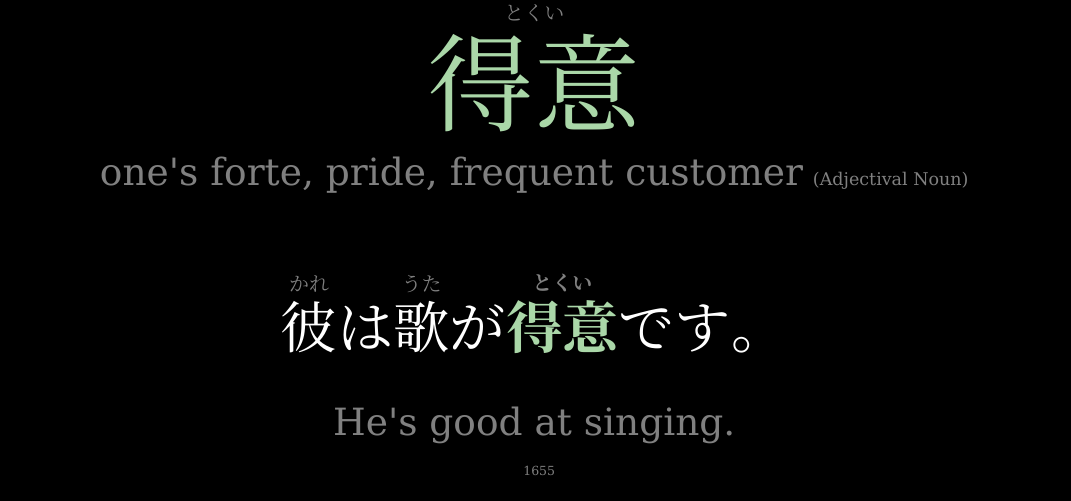 とくい
得意
one's forte, pride, frequent customer (Adjectival Noun)
かれ うた とくい
彼は歌が得意です。
He's good at singing.
1655